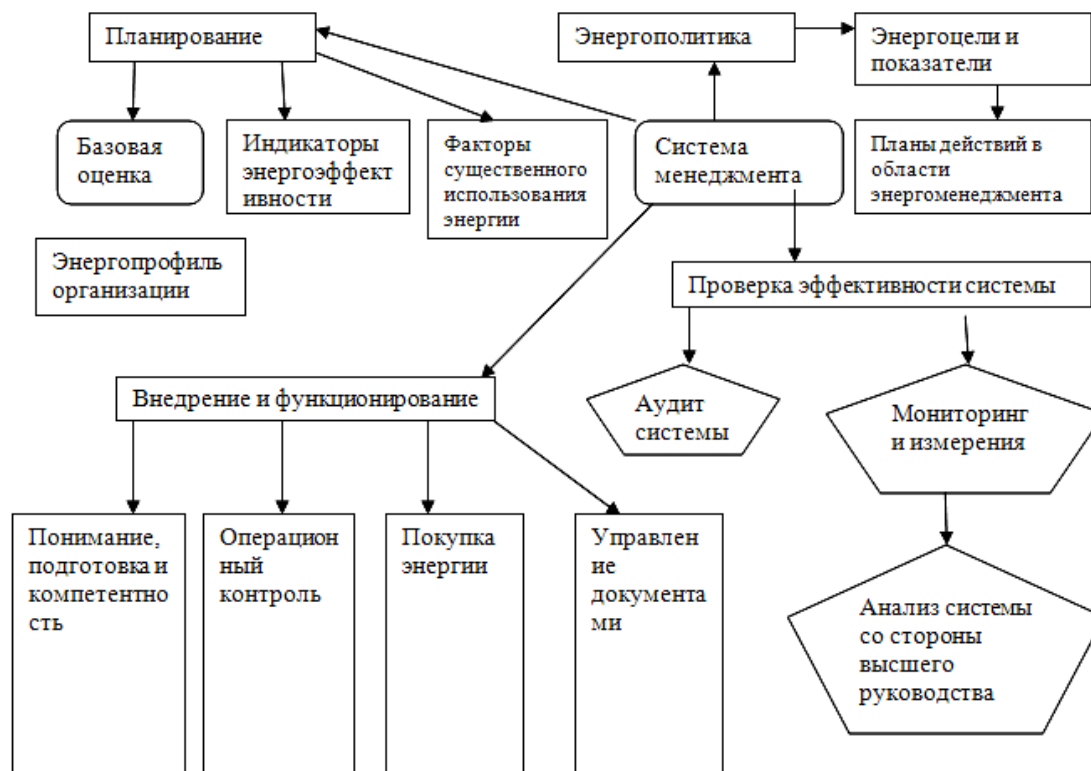 Планирование
Энергополитика
Энергоцели и
показатели
Базовая
оценка
Индикаторы
энергоэффект
ивности
Факторы
существенного
использования
энергии
Система
менеджмента
Планы действий в
области
энергоменеджмента
Энергопрофиль
организации
Проверка эффективности системы
Внедрение и функционирование
Аудит
системы
Мониторинг
и измерения
Понимание,
подготовка и
компетентно
сть
Операцион
ный
контроль
Покупка
энергии
Управлен
ие
документа
ми
Анализ системы
со стороны
высшего
руководства